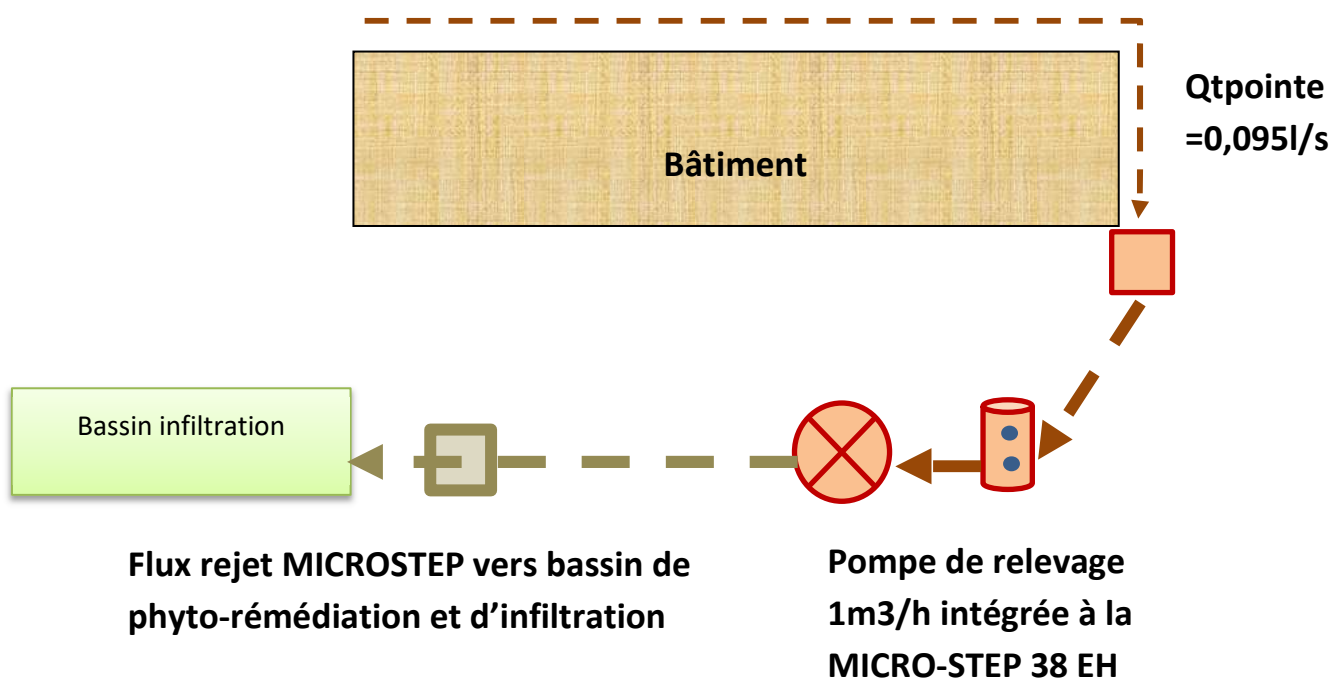 Bâtiment
Qtpointe
=0,095l/s
Bassin infiltration
Flux rejet MICROSTEP vers bassin de
phyto-rémédiation et d’infiltration
Pompe de relevage
1m3/h intégrée à la
MICRO-STEP 38 EH